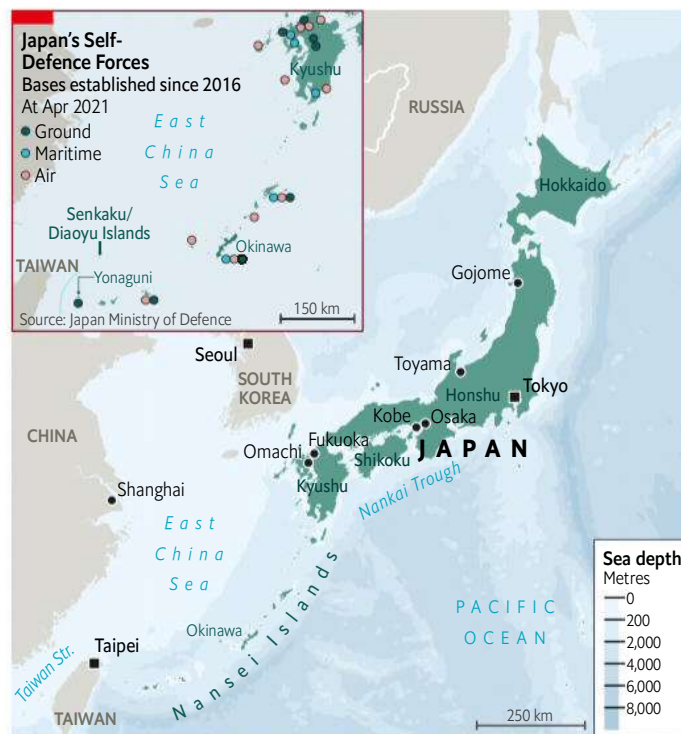 Japan's Self-
Defence Forces
Bases established since 2016
At Apr 2021
Ground
Maritime
Air
East
China
Sea
Kyushu
Senkaku/
Diaoyu Islands
Okinawa
TAIWAN
Yonaguni
150 km
Source: Japan Ministry of Defence
RUSSIA
Hokkaido
Gojome
Seoul
SOUTH
KOREA
Toyama
Honshu
Tokyo
Kobe
Osaka
JAPAN
CHINA
Fukuoka
Omachi
Shikoku
Kyushu
Nankai Trough
Shanghai
East
China
Sea
Nansei Islands
Okinawa
PACIFIC
OCEAN
Taipei
Taiwan Str.
TAIWAN
250 km
Sea depth
Metres
0
200
2,000
4,000
6,000
8,000